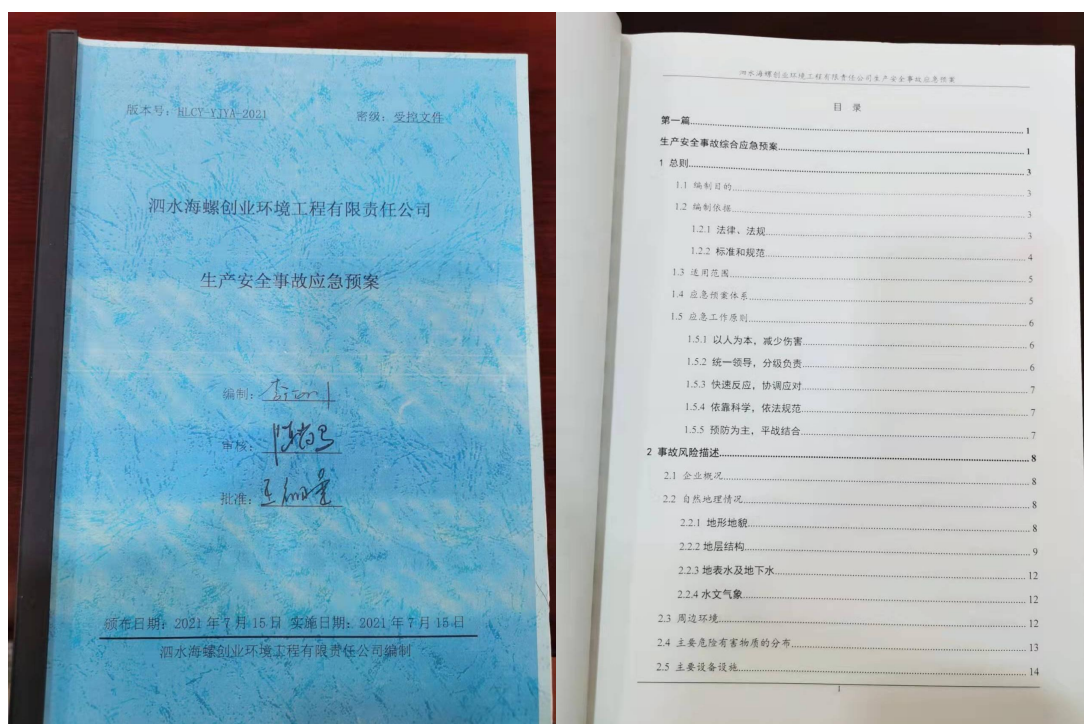 版本号：HLCY-YJYA-2021 密级：受控文件
泗水海螺创业环境工程有限责任公司
生产安全事故应急预案
编制：
审核：
批准：
颁布日期：2021年7月15日 实施日期：2021年7月15日
泗水海螺创业环境工程有限责任公司编制
泗水海螺创业环境工程有限责任公司生产安全事故应急预案
目 录
第一篇 1
生产安全事故综合应急预案 1
1 总则 3
1.1 编制目的 3
1.2 编制依据 3
1.2.1 法律、法规 3
1.2.2 标准和规范 4
1.3 适用范围 5
1.4 应急预案体系 5
1.5 应急工作原则 6
1.5.1 以人为本，减少伤害 6
1.5.2 统一领导，分级负责 6
1.5.3 快速反应，协调应对 7
1.5.4 依靠科学，依法规范 7
1.5.5 预防为主，平战结合 7
2 事故风险描述 8
2.1 企业概况 8
2.2 自然地理情况 8
2.2.1 地形地貌 8
2.2.2 地层结构 9
2.2.3 地表水及地下水 12
2.2.4 水文气象 12
2.3 周边环境 12
2.4 主要危险有害物质的分布 13
2.5 主要设备设施 14
1